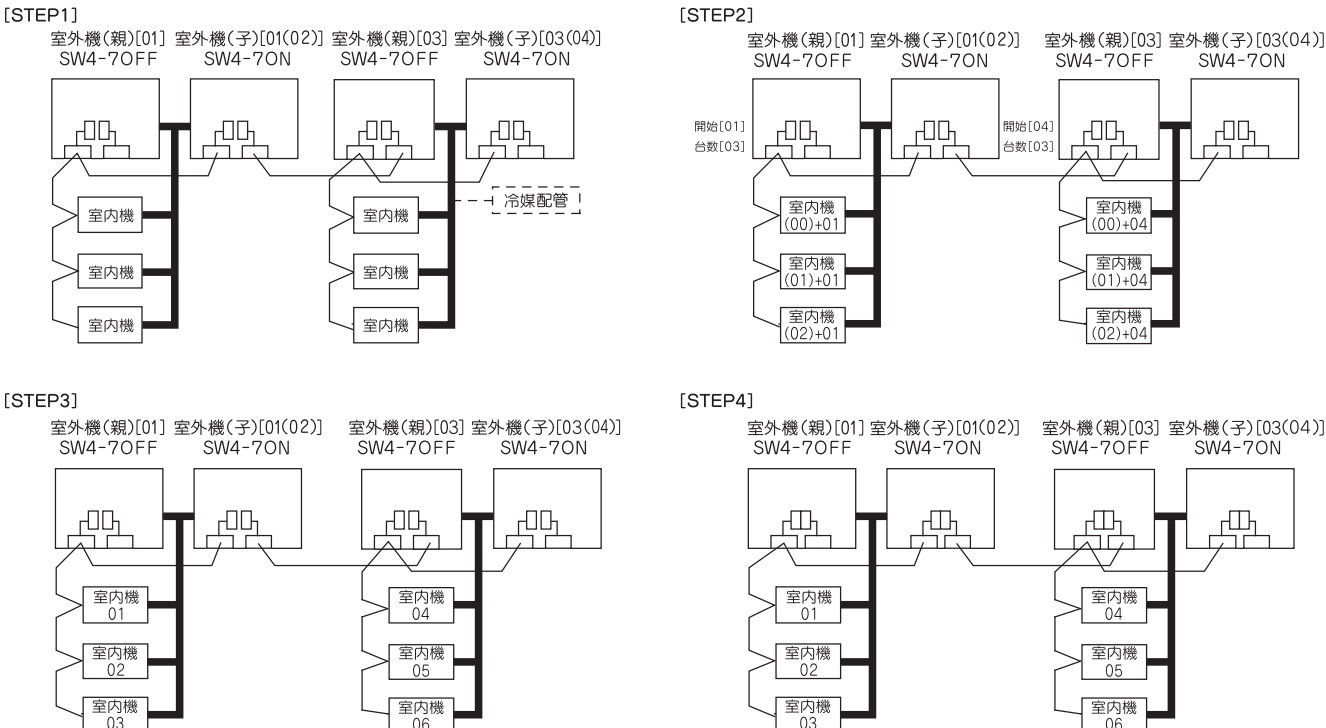 [STEP1]
室外機(親)[01] 室外機(子)[01(02)] 室外機(親)[03] 室外機(子)[03(04)]
SW4-7OFF SW4-7ON SW4-7OFF SW4-7ON
冷媒配管
室内機 室内機
室内機 室内機
室内機 室内機
[STEP2]
室外機(親)[01] 室外機(子)[01(02)] 室外機(親)[03] 室外機(子)[03(04)]
SW4-7OFF SW4-7ON SW4-7OFF SW4-7ON
開始[01] 開始[04]
台数[03] 台数[03]
室内機 室内機
(00)+01 (00)+04
室内機 室内機
(01)+01 (01)+04
室内機 室内機
(02)+01 (02)+04
[STEP3]
室外機(親)[01] 室外機(子)[01(02)] 室外機(親)[03] 室外機(子)[03(04)]
SW4-7OFF SW4-7ON SW4-7OFF SW4-7ON
室内機 室内機
01 04
室内機 室内機
02 05
室内機 室内機
03 06
[STEP4]
室外機(親)[01] 室外機(子)[01(02)] 室外機(親)[03] 室外機(子)[03(04)]
SW4-7OFF SW4-7ON SW4-7OFF SW4-7ON
室内機 室内機
01 04
室内機 室内機
02 05
室内機 室内機
03 06